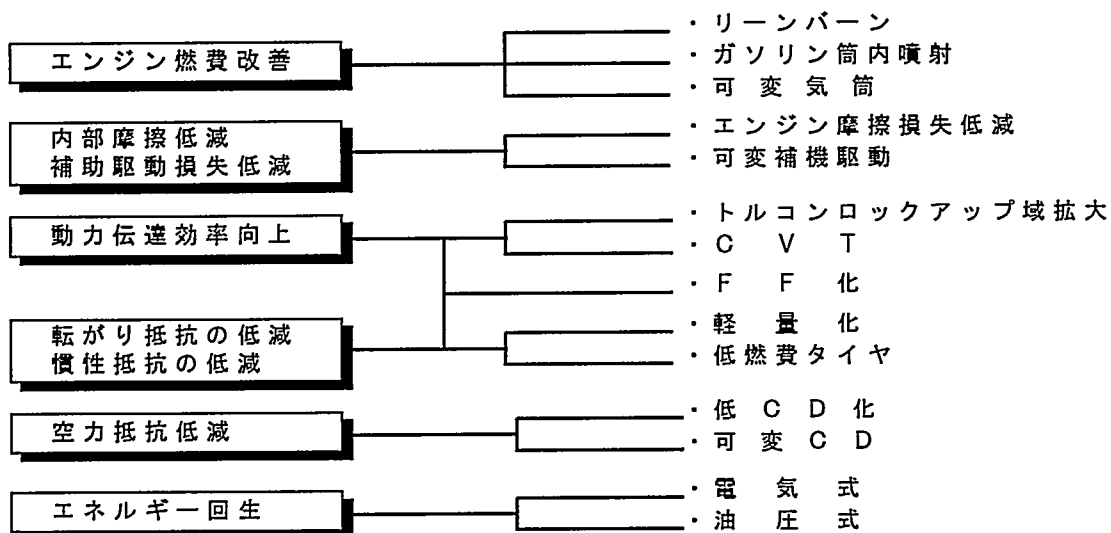 エンジン燃費改善
・リーンバーン
・ガソリン筒内噴射
・可変気筒
内部摩擦低減
補助駆動損失低減
・エンジン摩擦損失低減
・可変補機駆動
動力伝達効率向上
・トルコンロックアップ域拡大
・CVT
・FF化
転がり抵抗の低減
慣性抵抗の低減
・軽量化
・低燃費タイヤ
空力抵抗低減
・低CD化
・可変CD
エネルギー回生
・電気式
・油圧式